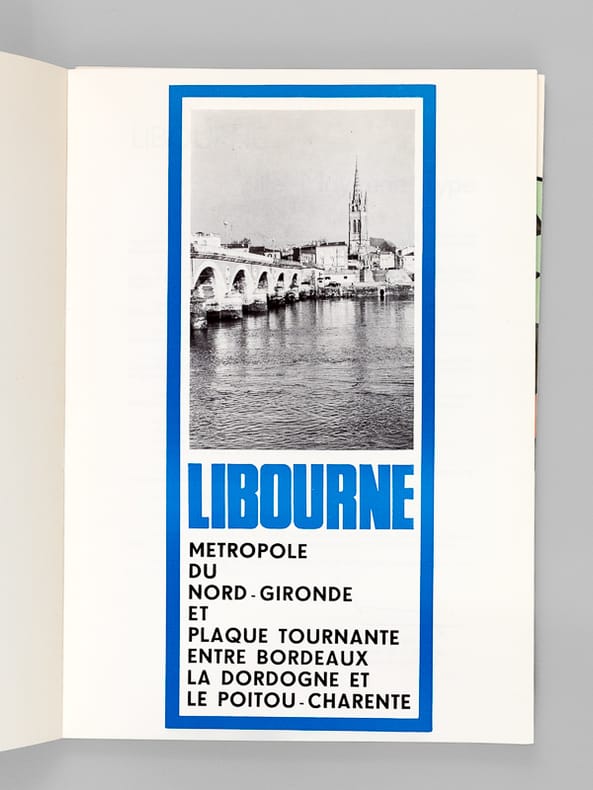 LIBOURNE
METROPOLE
DU
NORD-GIRONDE
ET
PLAQUE TOURNANTE
ENTRE BORDEAUX
LA DORDOGNE ET
LE POITOU-CHARENTE